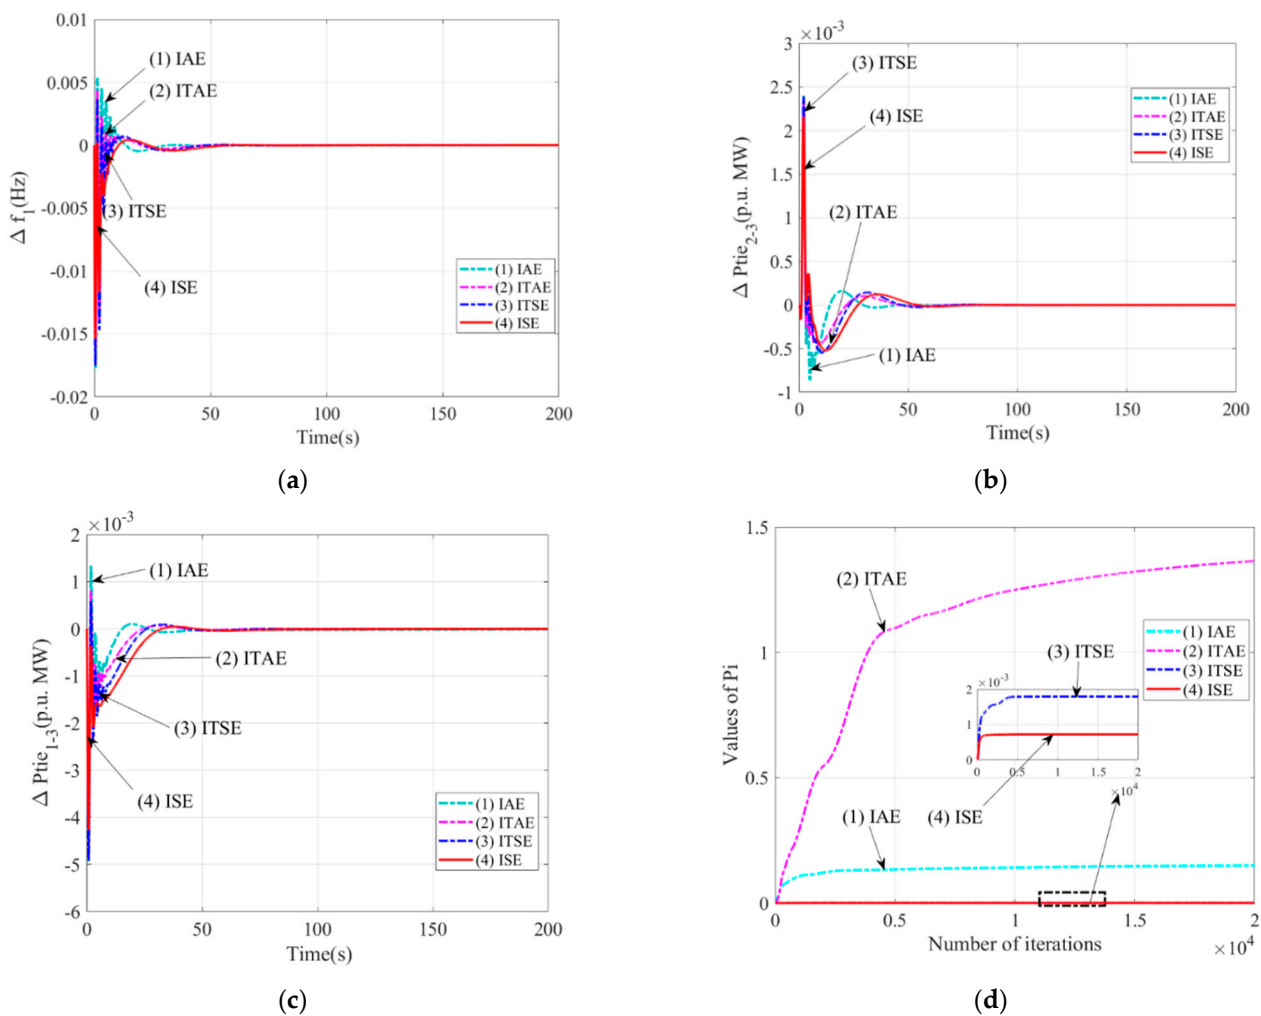 0.01
0.005
0
-0.005
-0.01
-0.015
-0.02
0
50
100
150
200
Time(s)
Δ f1(Hz)
(1) IAE
(2) ITAE
(3) ITSE
(4) ISE
(1) IAE
(2) ITAE
(3) ITSE
(4) ISE
(a)
×10-3
3
2.5
2
1.5
1
0.5
0
-0.5
-1
0
50
100
150
200
Time(s)
Δ Ptie2-3(p.u. MW)
(3) ITSE
(4) ISE
(2) ITAE
(1) IAE
(1) IAE
(2) ITAE
(3) ITSE
(4) ISE
(b)
×10-3
2
1
0
-1
-2
-3
-4
-5
-6
0
50
100
150
200
Time(s)
Δ Ptie1-3(p.u. MW)
(1) IAE
(2) ITAE
(3) ITSE
(4) ISE
(1) IAE
(2) ITAE
(3) ITSE
(4) ISE
(c)
1.5
1
0.5
0
0
0.5
1
1.5
2
×104
Number of iterations
Values of Pi
(2) ITAE
(3) ITSE
(1) IAE
(4) ISE
×10-3
2
1
0
0
0.5
1
1.5
2
×104
(1) IAE
(2) ITAE
(3) ITSE
(4) ISE
(d)